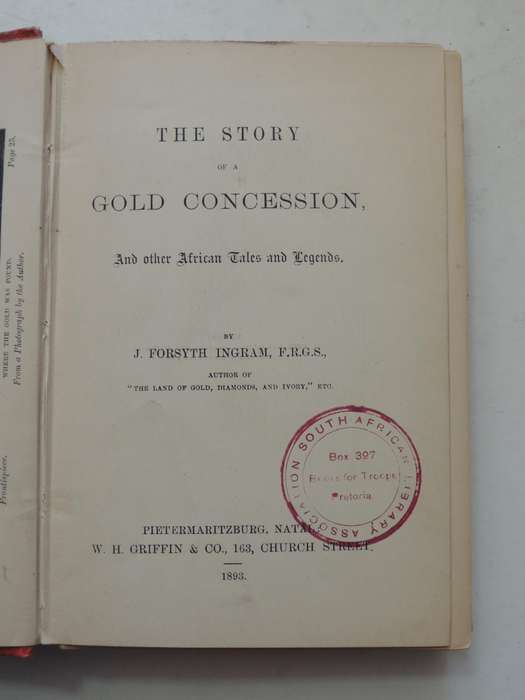 Page 25.
WHERE THE GOLD WAS FOUND.
From a Photograph by the Author.
Frontispiece.
THE STORY
OF A
GOLD CONCESSION,
And other African Tales and Legends.
BY
J. FORSYTH INGRAM, F.R.G.S.,
AUTHOR OF
"THE LAND OF GOLD, DIAMONDS, AND IVORY," ETC.
SOUTH AFRICAN LIBRARY ASSOCIATION
Box 397
Books for Troops
Pretoria
PIETERMARITZBURG, NATAL:
W. H. GRIFFIN & CO., 163, CHURCH STREET.
1893.